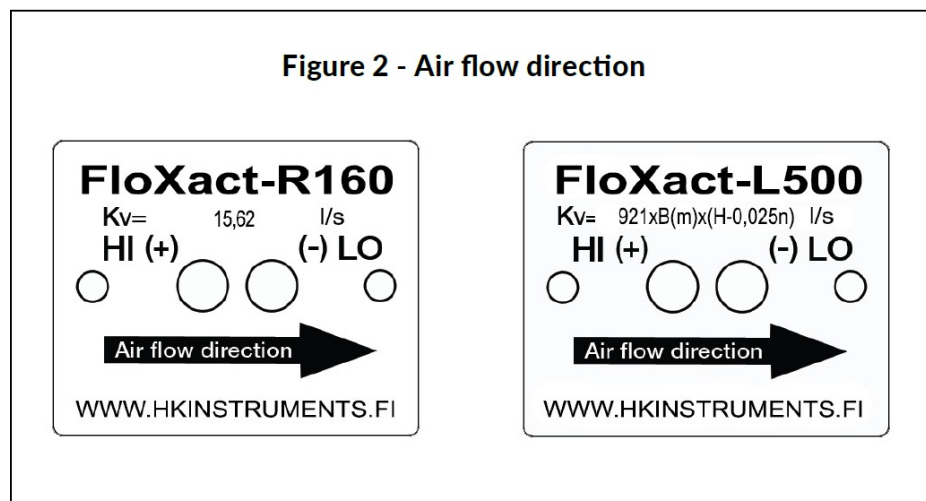 Figure 2 - Air flow direction
FloXact-R160
Kv= 15,62 l/s
HI (+) (-) LO
Air flow direction
WWW.HKINSTRUMENTS.FI
FloXact-L500
Kv= 921xB(m)x(H-0,025n) l/s
HI (+) (-) LO
Air flow direction
WWW.HKINSTRUMENTS.FI